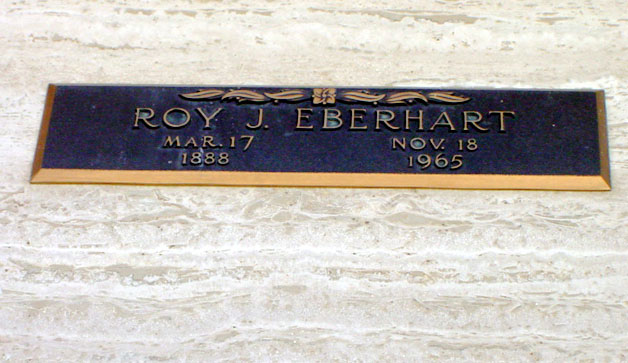 ROY J. EBERHART
MAR. 17 NOV. 18
1888 1965